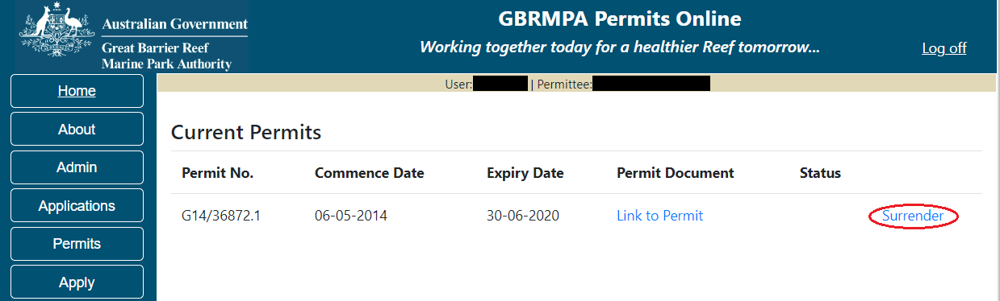 Australian Government
Great Barrier Reef
Marine Park Authority
GBRMPA Permits Online
Working together today for a healthier Reef tomorrow...
Log off
Home
About
Admin
Applications
Permits
Apply
User: | Permittee:
Current Permits
Permit No. Commence Date Expiry Date Permit Document Status
G14/36872.1 06-05-2014 30-06-2020 Link to Permit Surrender